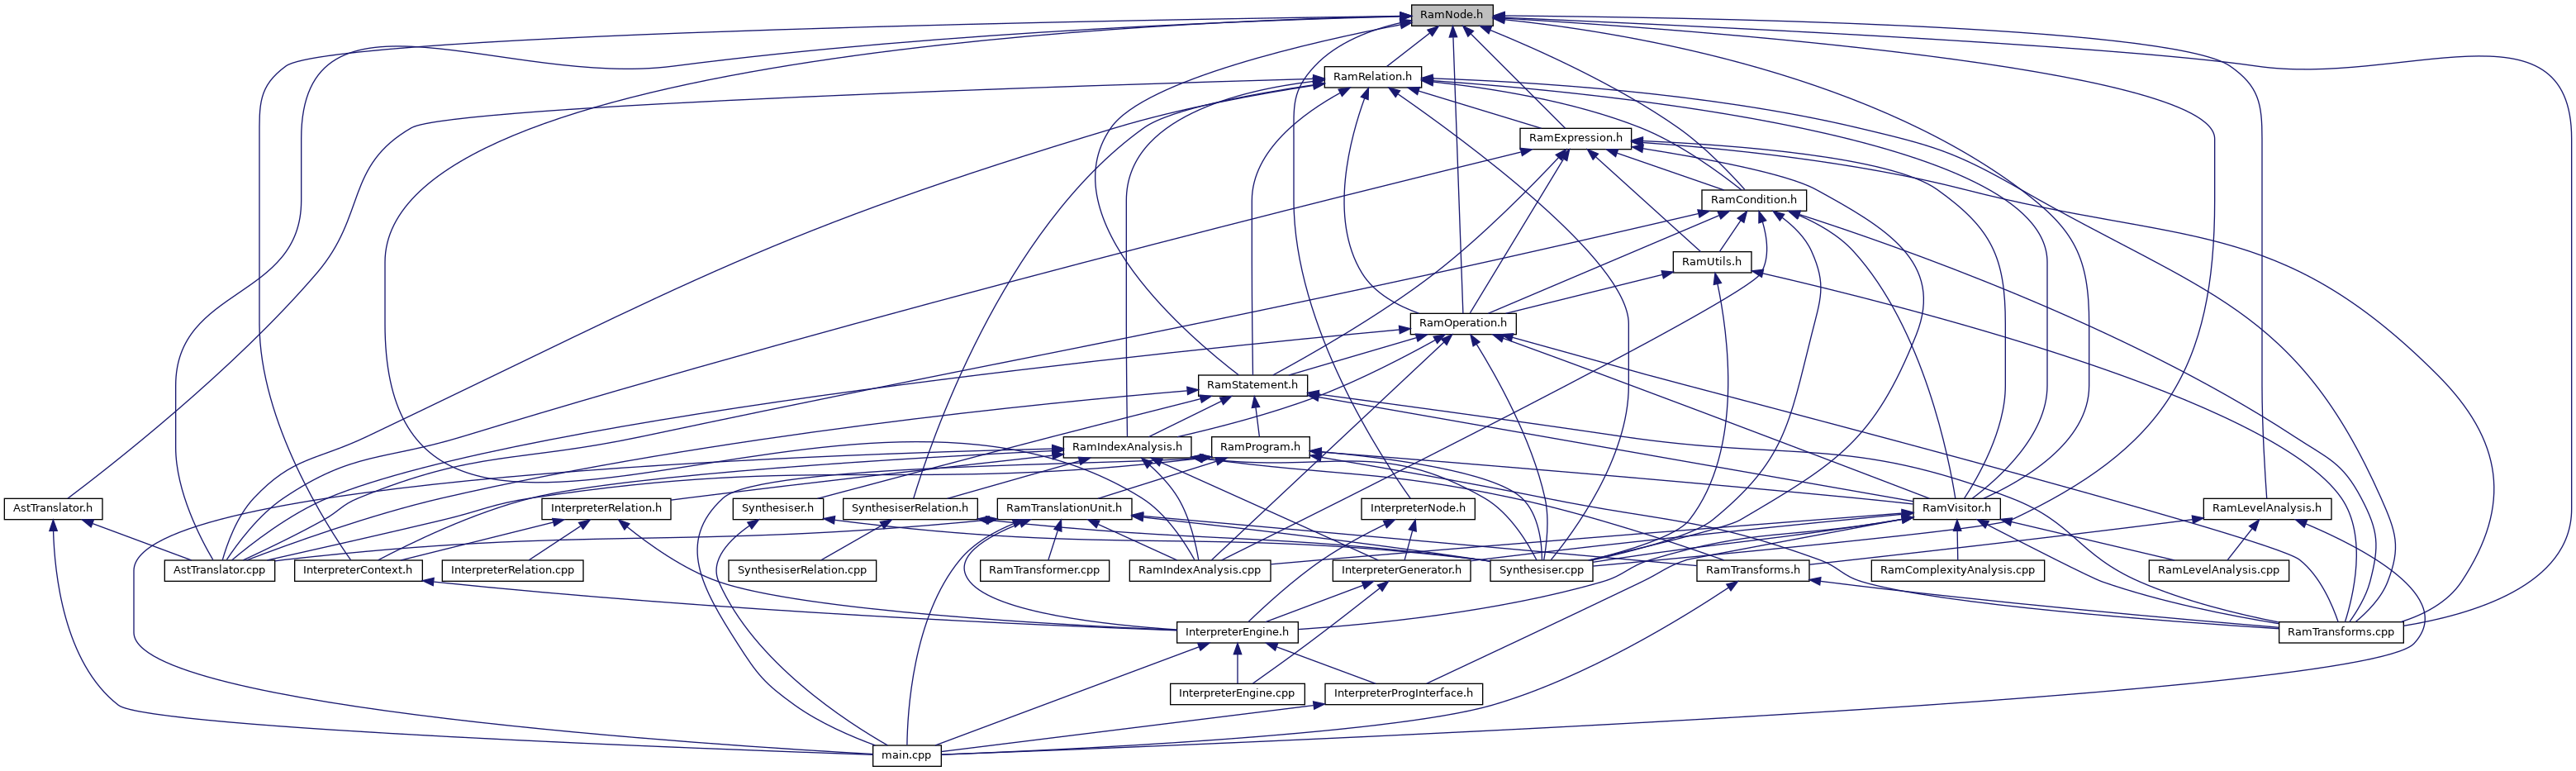 RamNode.h
RamRelation.h
RamExpression.h
RamCondition.h
RamUtils.h
RamOperation.h
RamStatement.h
RamIndexAnalysis.h
RamProgram.h
AstTranslator.h
InterpreterRelation.h
Synthesiser.h
SynthesiserRelation.h
RamTranslationUnit.h
InterpreterNode.h
RamVisitor.h
RamLevelAnalysis.h
AstTranslator.cpp
InterpreterContext.h
InterpreterRelation.cpp
SynthesiserRelation.cpp
RamTransformer.cpp
RamIndexAnalysis.cpp
InterpreterGenerator.h
Synthesiser.cpp
RamTransforms.h
RamComplexityAnalysis.cpp
RamLevelAnalysis.cpp
InterpreterEngine.h
RamTransforms.cpp
InterpreterEngine.cpp
InterpreterProgInterface.h
main.cpp